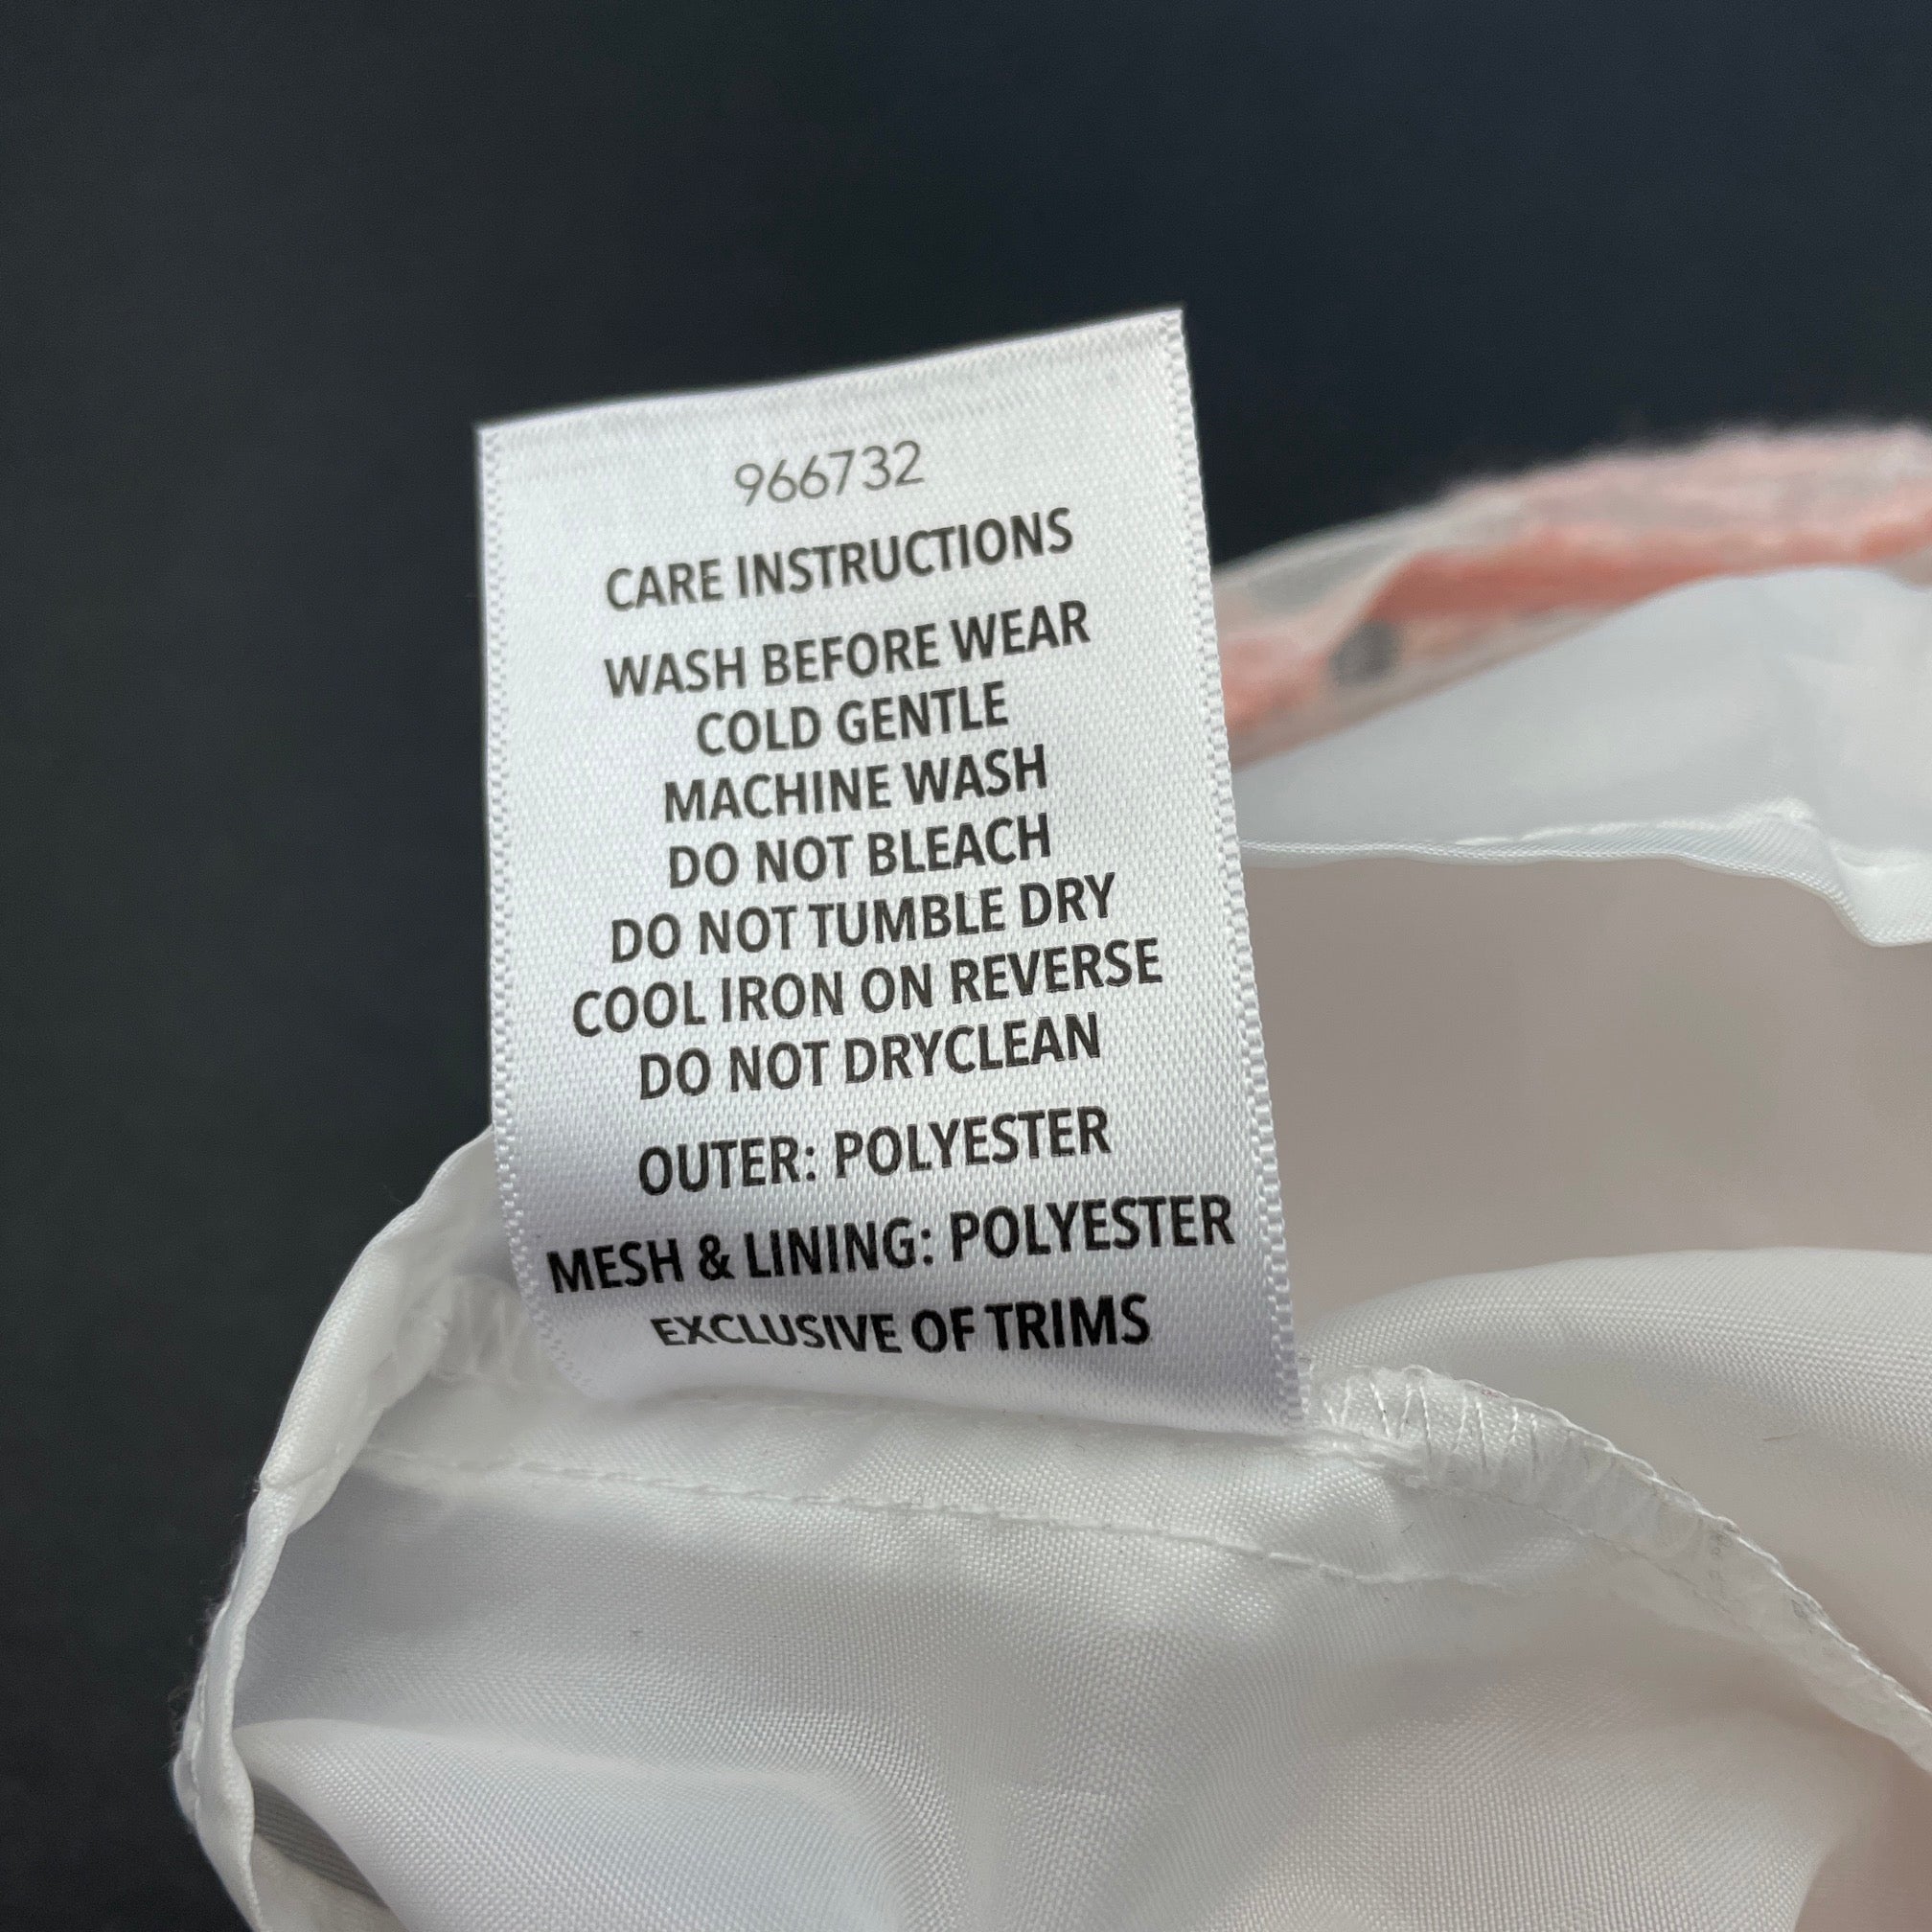 966732
CARE INSTRUCTIONS
WASH BEFORE WEAR
COLD GENTLE
MACHINE WASH
DO NOT BLEACH
DO NOT TUMBLE DRY
COOL IRON ON REVERSE
DO NOT DRYCLEAN
OUTER: POLYESTER
MESH & LINING: POLYESTER
EXCLUSIVE OF TRIMS